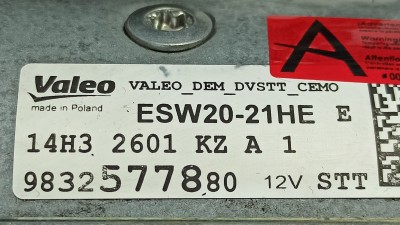 Valeo
made in Poland
VALEO_DEM_DVSTT_CEMO
ESW20-21HE E
14H3 2601 KZ A 1
9832577880 12V STT
A